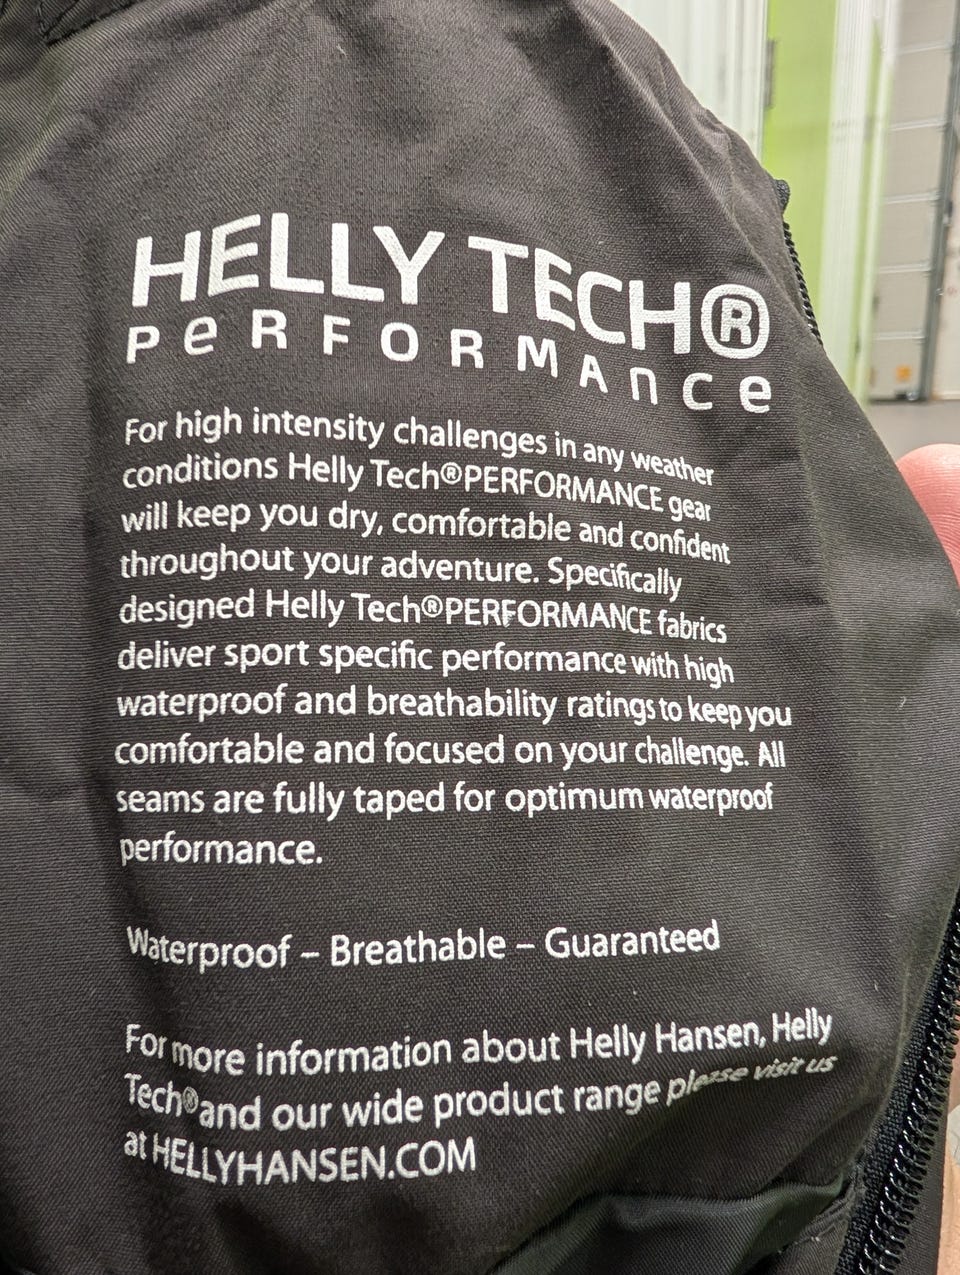 HELLY TECH®
PeRFORMAnce
For high intensity challenges in any weather
conditions Helly Tech®PERFORMANCE gear
will keep you dry, comfortable and confident
throughout your adventure. Specifically
designed Helly Tech®PERFORMANCE fabrics
deliver sport specific performance with high
waterproof and breathability ratings to keep you
comfortable and focused on your challenge. All
seams are fully taped for optimum waterproof
performance.
Waterproof – Breathable – Guaranteed
For more information about Helly Hansen, Helly
Tech® and our wide product range please visit us
at HELLYHANSEN.COM